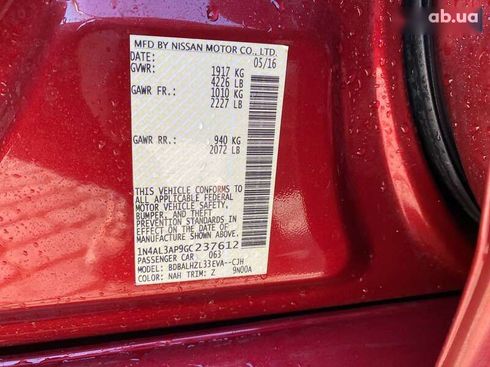 ab.ua
MFD BY NISSAN MOTOR CO., LTD.
DATE: 05/16
GVWR: 1917 KG
4226 LB
GAWR FR.: 1010 KG
2227 LB
GAWR RR.: 940 KG
2072 LB
THIS VEHICLE CONFORMS TO
ALL APPLICABLE FEDERAL
MOTOR VEHICLE SAFETY,
BUMPER, AND THEFT
PREVENTION STANDARDS
IN EFFECT ON THE DATE OF
MANUFACTURE SHOWN ABOVE.
1N4AL3AP9GC237612
PASSENGER CAR 063
MODEL: BDBALHZL33EVA--CJH
COLOR: NAH TRIM: Z 9N00A